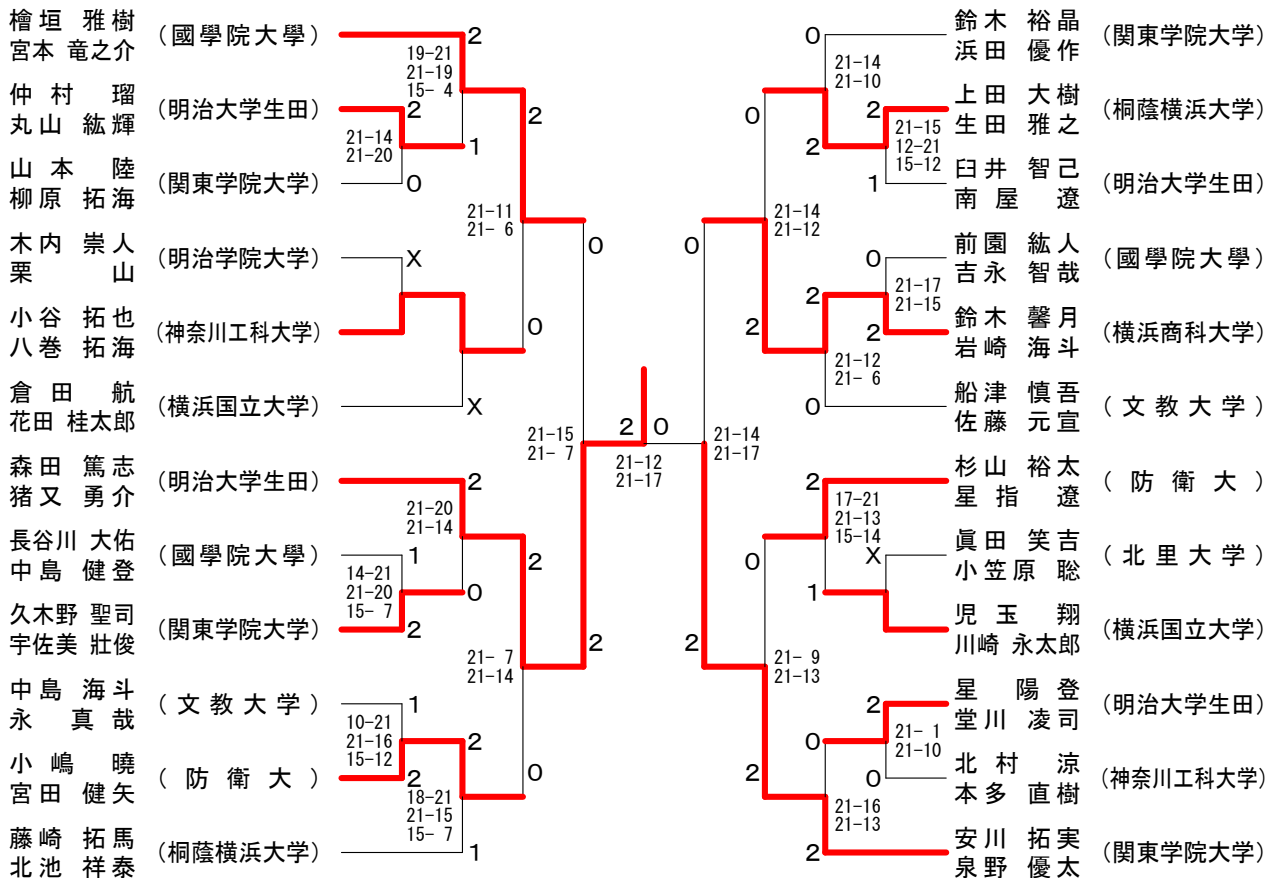 檜垣 雅樹
宮本 竜之介
(國學院大學)
2
19-21
21-19
15- 4
仲村 瑠
丸山 紘輝
(明治大学生田)
2
21-14
21-20
1
山本 陸
柳原 拓海
(関東学院大学)
0
2
21-11
21- 6
木内 崇人
栗 山
(明治学院大学)
X
小谷 拓也
八巻 拓海
(神奈川工科大学)
0
倉田 航
花田 桂太郎
(横浜国立大学)
X
0
21-15
21- 7
森田 篤志
猪又 勇介
(明治大学生田)
2
21-20
21-14
長谷川 大佑
中島 健登
(國學院大學)
1
14-21
21-20
15- 7
0
久木野 聖司
宇佐美 壯俊
(関東学院大学)
2
2
21- 7
21-14
2
中島 海斗
永 真哉
(文教大学)
1
10-21
21-16
15-12
2
小嶋 曉
宮田 健矢
(防衛大)
2
18-21
21-15
15- 7
0
藤崎 拓馬
北池 祥泰
(桐蔭横浜大学)
1
2 0
21-12
21-17
0
鈴木 裕晶
浜田 優作
(関東学院大学)
21-14
21-10
2
上田 大樹
生田 雅之
(桐蔭横浜大学)
21-15
12-21
15-12
2
1
臼井 智己
南屋 遼
(明治大学生田)
0
21-14
21-12
0
0
前園 紘人
吉永 智哉
(國學院大學)
21-17
21-15
2
2
鈴木 馨月
岩崎 海斗
(横浜商科大学)
2
21-12
21- 6
0
船津 慎吾
佐藤 元宣
(文教大学)
21-14
21-17
2
杉山 裕太
星指 遼
(防衛大)
17-21
21-13
15-14
0
X
眞田 笑吉
小笠原 聡
(北里大学)
1
児玉 翔
川崎 永太郎
(横浜国立大学)
2
21- 9
21-13
2
星 陽登
堂川 凌司
(明治大学生田)
0
21- 1
21-10
2
0
北村 涼
本多 直樹
(神奈川工科大学)
21-16
21-13
2
安川 拓実
泉野 優太
(関東学院大学)